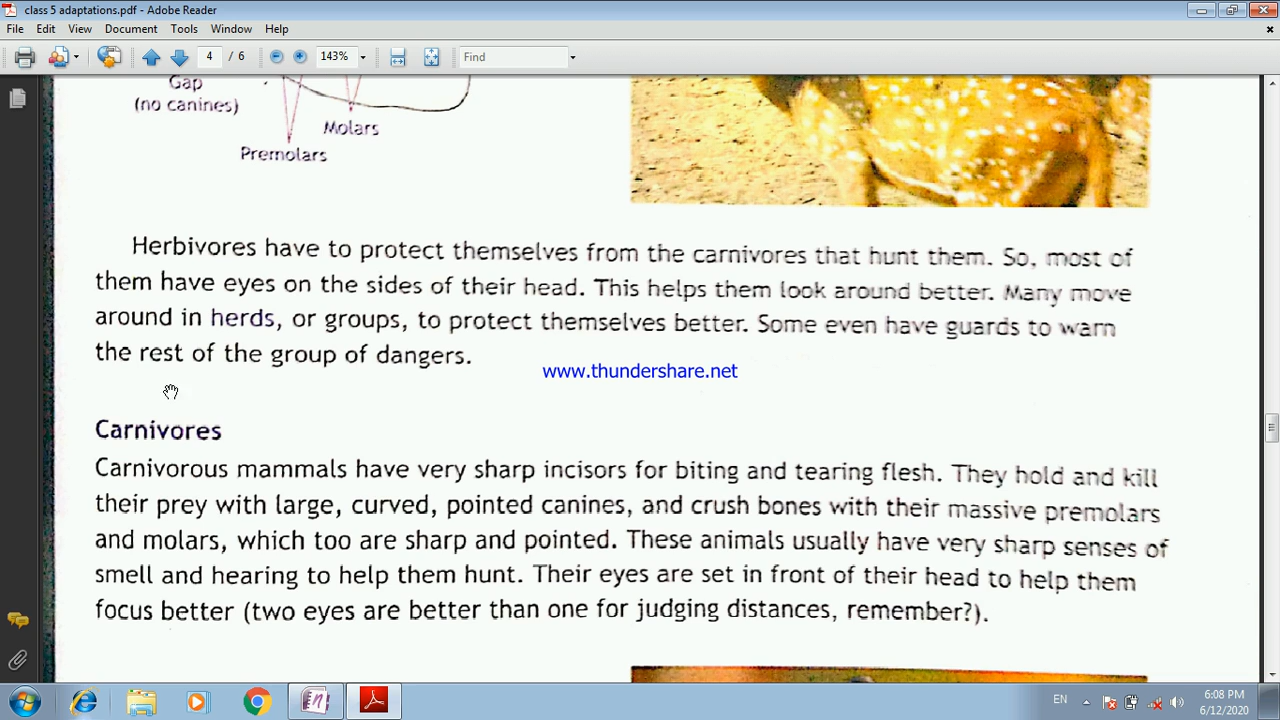 class 5 adaptations.pdf - Adobe Reader
File Edit View Document Tools Window Help
4 / 6 143% Find
Gap
(no canines)
Molars
Premolars
Herbivores have to protect themselves from the carnivores that hunt them. So, most of
them have eyes on the sides of their head. This helps them look around better. Many move
around in herds, or groups, to protect themselves better. Some even have guards to warn
the rest of the group of dangers.
www.thundershare.net
Carnivores
Carnivorous mammals have very sharp incisors for biting and tearing flesh. They hold and kill
their prey with large, curved, pointed canines, and crush bones with their massive premolars
and molars, which too are sharp and pointed. These animals usually have very sharp senses of
smell and hearing to help them hunt. Their eyes are set in front of their head to help them
focus better (two eyes are better than one for judging distances, remember?).
EN
6:08 PM
6/12/2020